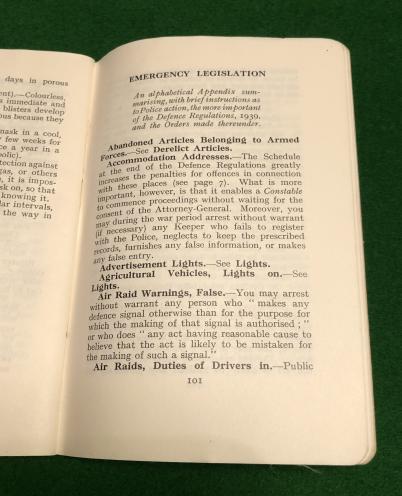 days in porous
ent).—Colourless,
s immediate and
blisters develop
ous because they
mask in a cool,
few weeks for
ce a year in a
olic).
tection against
gas, or others
, it is impos-
sk on, so that
knowing it.
lar intervals,
the way in
EMERGENCY LEGISLATION
An alphabetical Appendix sum-
marising, with brief instructions as
to Police action, the more important
of the Defence Regulations, 1939,
and the Orders made thereunder.
Abandoned Articles Belonging to Armed
Forces.—See Derelict Articles.
Accommodation Addresses.—The Schedule
at the end of the Defence Regulations greatly
increases the penalties for offences in connection
with these places (see page 7). What is more
important, however, is that it enables a Constable
to commence proceedings without waiting for the
consent of the Attorney-General. Moreover, you
may during the war period arrest without warrant
(if necessary) any Keeper who fails to register
with the Police, neglects to keep the prescribed
records, furnishes any false information, or makes
any false entry.
Advertisement Lights.—See Lights.
Agricultural Vehicles, Lights on.—See
Lights.
Air Raid Warnings, False.—You may arrest
without warrant any person who " makes any
defence signal otherwise than for the purpose for
which the making of that signal is authorised ; "
or who does " any act having reasonable cause to
believe that the act is likely to be mistaken for
the making of such a signal."
Air Raids, Duties of Drivers in.—Public
101